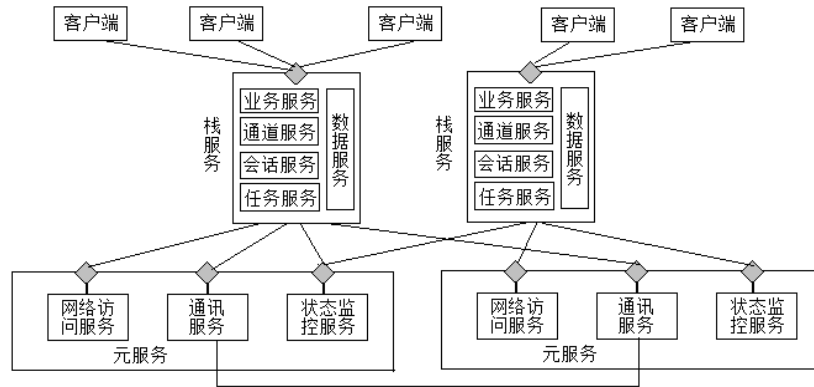 客户端
客户端
客户端
客户端
客户端
栈服务
业务服务
通道服务
会话服务
任务服务
数据服务
栈服务
业务服务
通道服务
会话服务
任务服务
数据服务
网络访
问服务
通讯
服务
状态监
控服务
元服务
网络访
问服务
通讯
服务
状态监
控服务
元服务